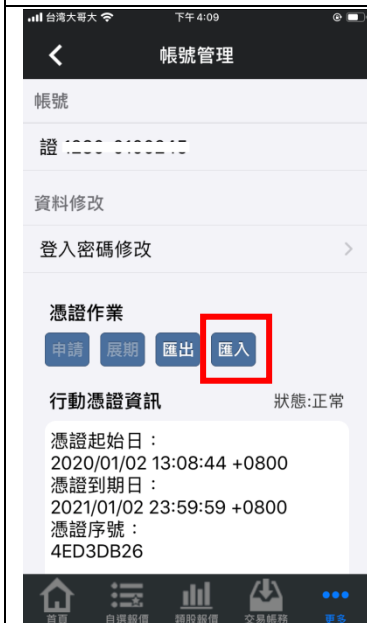 台灣大哥大 下午4:09
帳號管理
帳號
證
資料修改
登入密碼修改
憑證作業
申請 展期 匯出 匯入
行動憑證資訊 狀態:正常
憑證起始日：
2020/01/02 13:08:44 +0800
憑證到期日：
2021/01/02 23:59:59 +0800
憑證序號：
4ED3DB26
首頁 自選報價 類股報價 交易帳務 更多